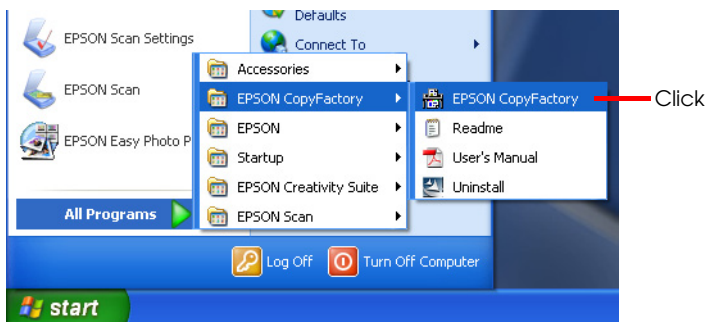 Defaults
EPSON Scan Settings
Connect To
Accessories
EPSON Scan
EPSON CopyFactory
EPSON CopyFactory
Click
EPSON
Readme
EPSON Easy Photo P
Startup
User's Manual
EPSON Creativity Suite
Uninstall
All Programs
EPSON Scan
Log Off
Turn Off Computer
start